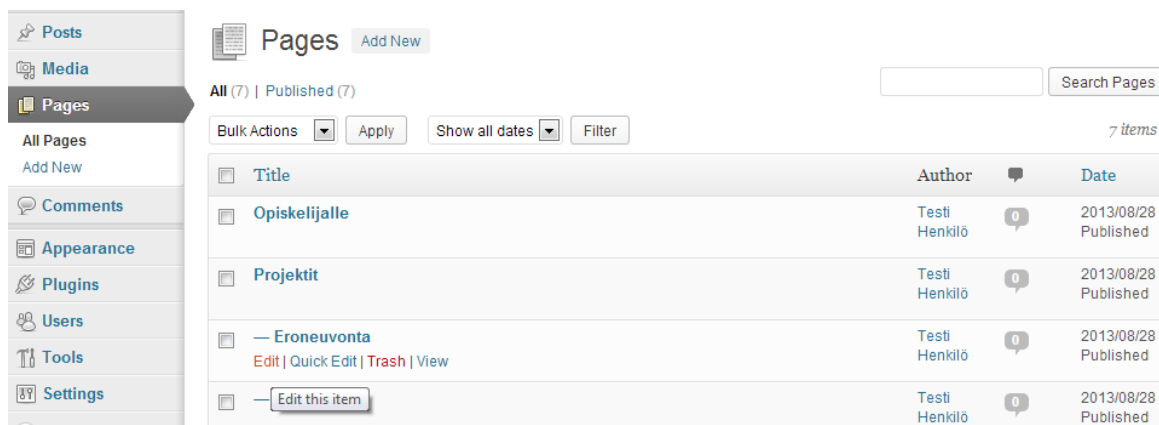 Posts
Media
Pages
All Pages
Add New
Comments
Appearance
Plugins
Users
Tools
Settings
Pages Add New
All (7) | Published (7)
Search Pages
Bulk Actions Apply Show all dates Filter 7 items
Title Author Date
Opiskelijalle Testi 0 2013/08/28
Henkilö Published
Projektit Testi 0 2013/08/28
Henkilö Published
— Eroneuvonta Testi 0 2013/08/28
Edit | Quick Edit | Trash | View Henkilö Published
— Edit this item Testi 0 2013/08/28
Henkilö Published